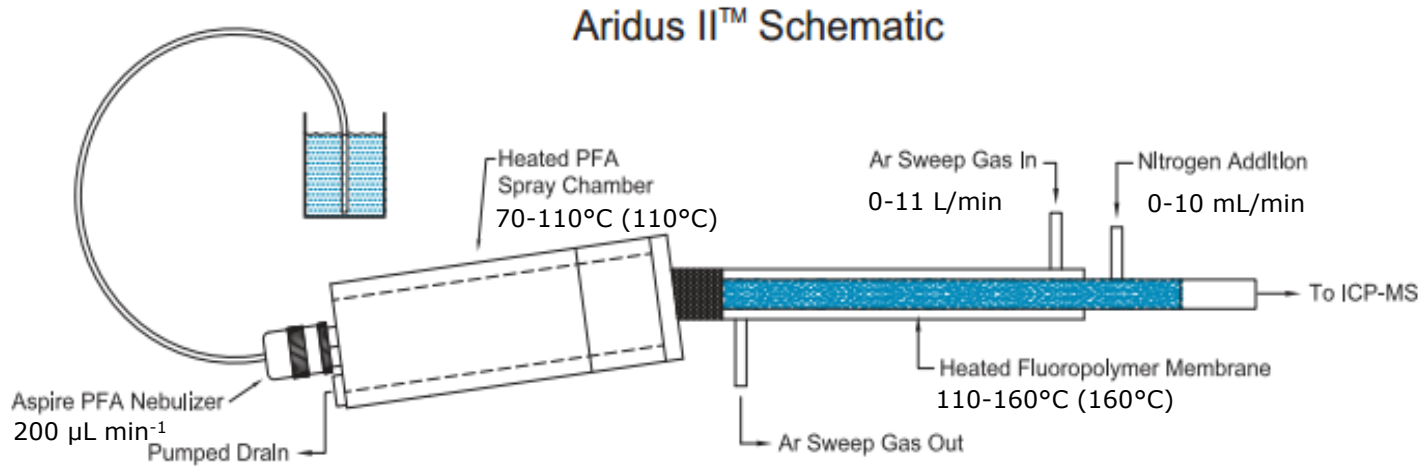 Aridus II™ Schematic
Heated PFA
Spray Chamber
70-110°C (110°C)
Ar Sweep Gas In
0-11 L/min
Nitrogen Addition
0-10 mL/min
To ICP-MS
Heated Fluoropolymer Membrane
110-160°C (160°C)
Aspire PFA Nebulizer
200 µL min⁻¹
Pumped Drain
Ar Sweep Gas Out